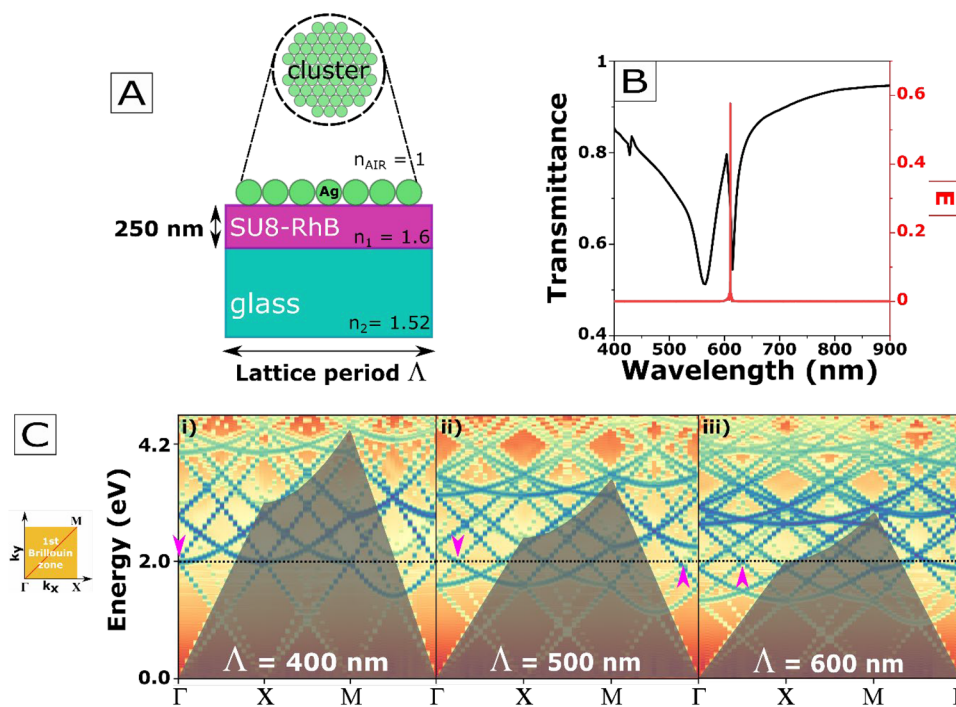 A
cluster
n_AIR = 1
Ag
250 nm
SU8-RhB
n_1 = 1.6
glass
n_2 = 1.52
Lattice period Λ
B
1
0.8
0.6
0.4
Transmittance
400 500 600 700 800 900
Wavelength (nm)
0.6
0.4
0.2
0
|E|
C
M
1st
Brillouin
zone
ky
Γ kx X
Energy (eV)
4.2
2.0
0.0
i)
Λ = 400 nm
ii)
Λ = 500 nm
iii)
Λ = 600 nm
Γ X M Γ X M Γ X M